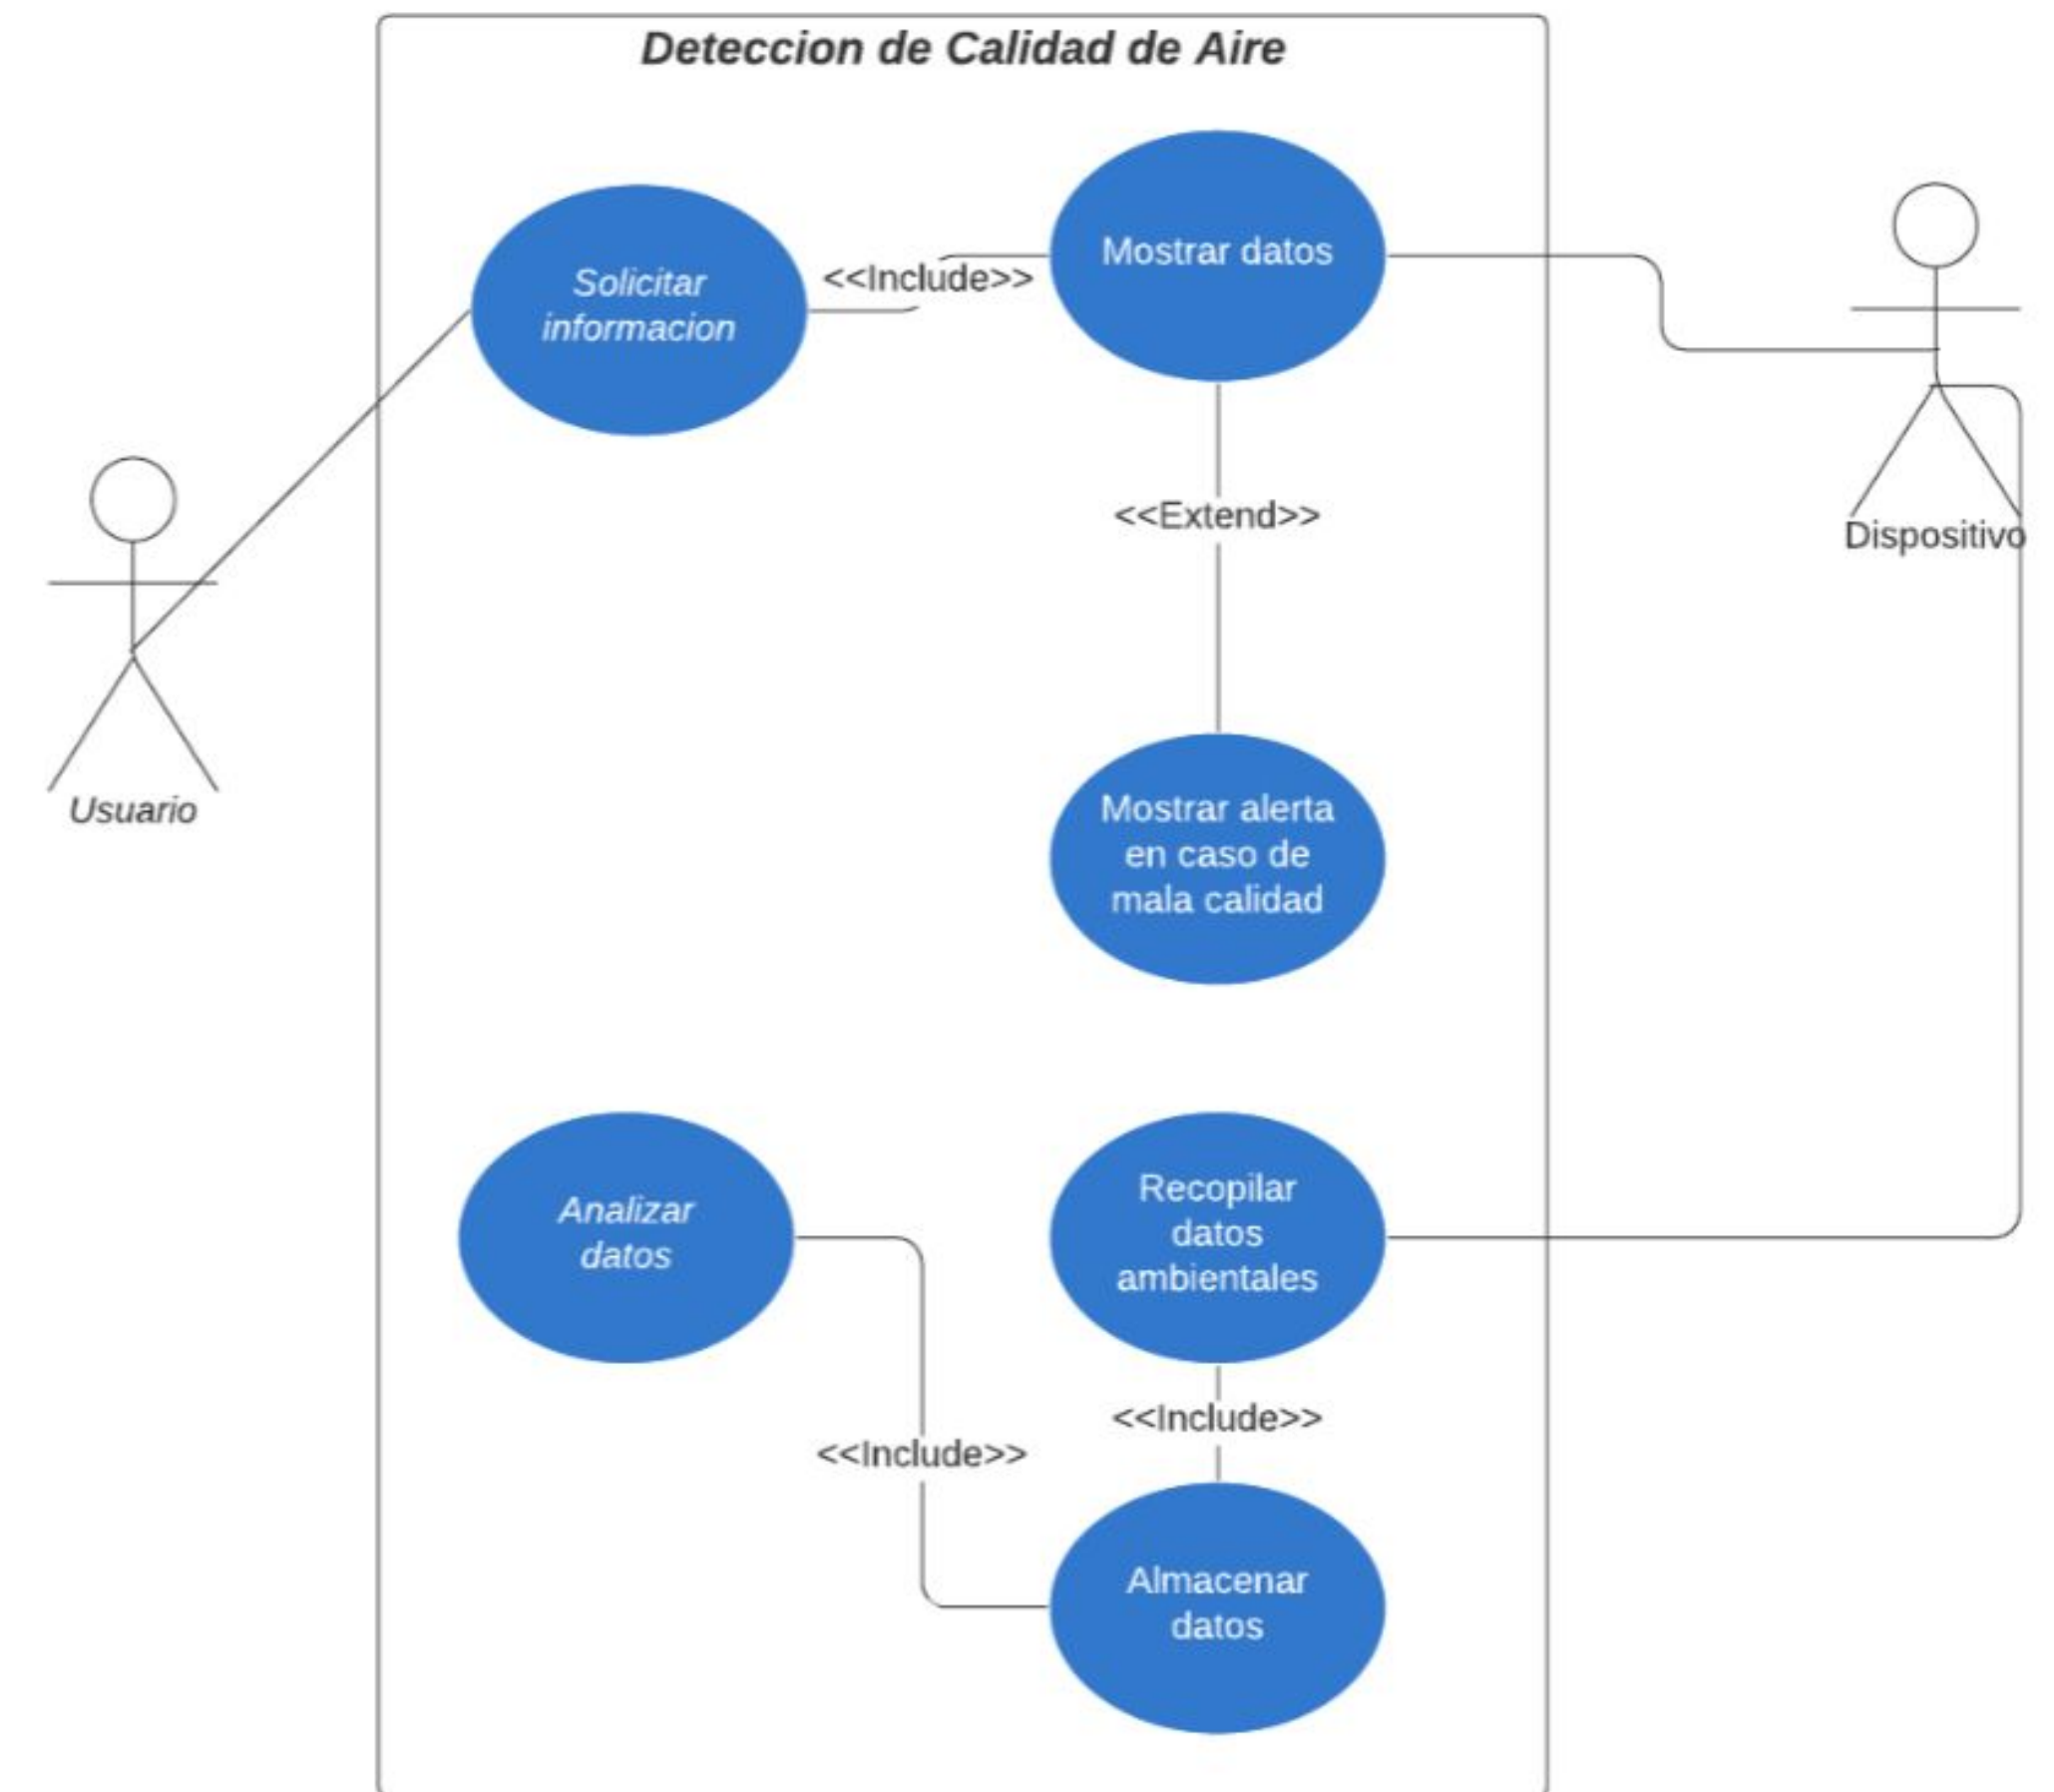 Deteccion de Calidad de Aire
Solicitar
informacion
<<Include>>
Mostrar datos
<<Extend>>
Dispositivo
Usuario
Mostrar alerta
en caso de
mala calidad
Analizar
datos
Recopilar
datos
ambientales
<<Include>>
<<Include>>
Almacenar
datos